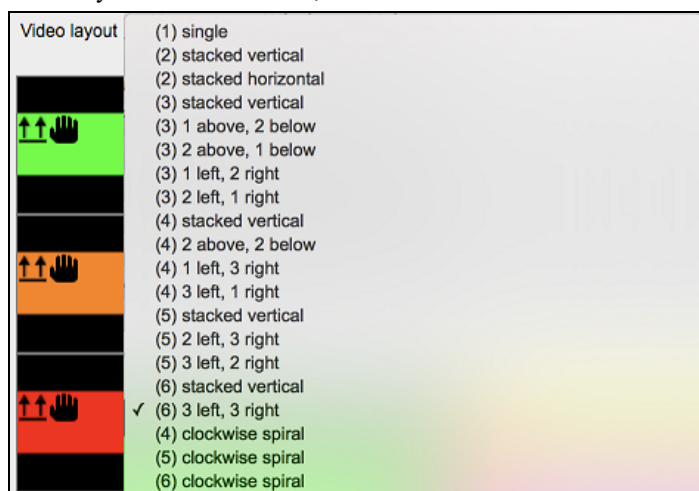 Video layout
(1) single
(2) stacked vertical
(2) stacked horizontal
(3) stacked vertical
(3) 1 above, 2 below
(3) 2 above, 1 below
(3) 1 left, 2 right
(3) 2 left, 1 right
(4) stacked vertical
(4) 2 above, 2 below
(4) 1 left, 3 right
(4) 3 left, 1 right
(5) stacked vertical
(5) 2 left, 3 right
(5) 3 left, 2 right
(6) stacked vertical
✓ (6) 3 left, 3 right
(4) clockwise spiral
(5) clockwise spiral
(6) clockwise spiral